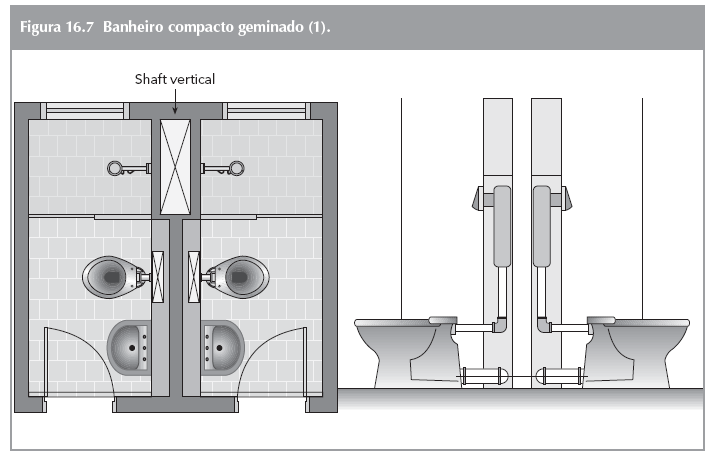 Figura 16.7 Banheiro compacto geminado (1).
Shaft vertical